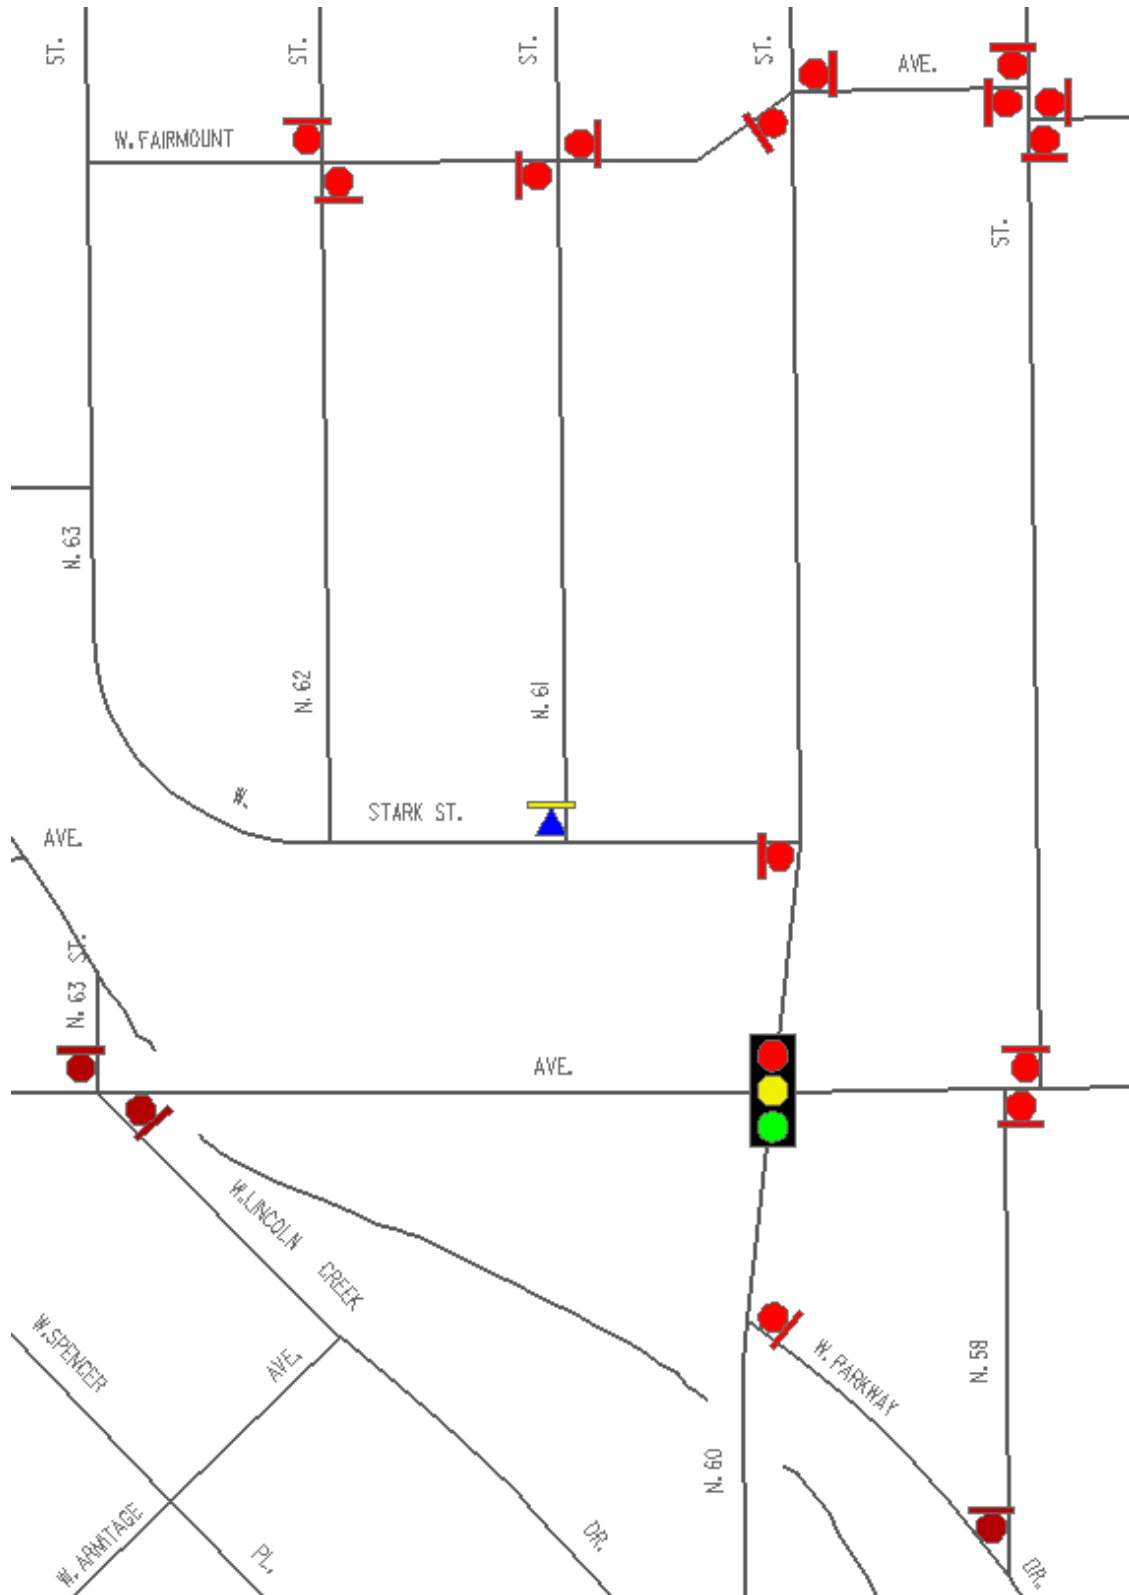 ST.
ST.
ST.
ST.
AVE.
W. FAIRMOUNT
ST.
N. 63
N. 62
N. 61
W.
STARK ST.
AVE.
ST.
N. 63
AVE.
W. LINCOLN
CREEK
W. SPENCER
AVE.
W. PARKWAY
N. 58
N. 60
W. ARMITAGE
PL.
DR.
DR.